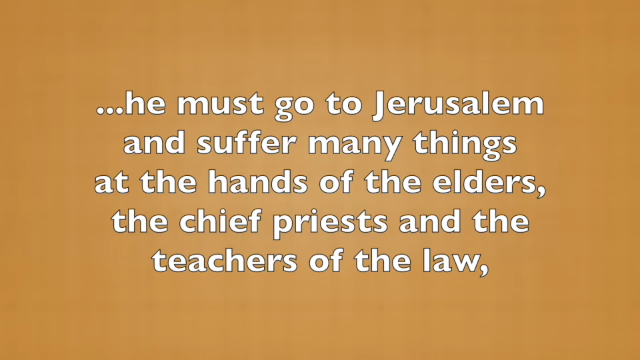 ...he must go to Jerusalem
and suffer many things
at the hands of the elders,
the chief priests and the
teachers of the law,